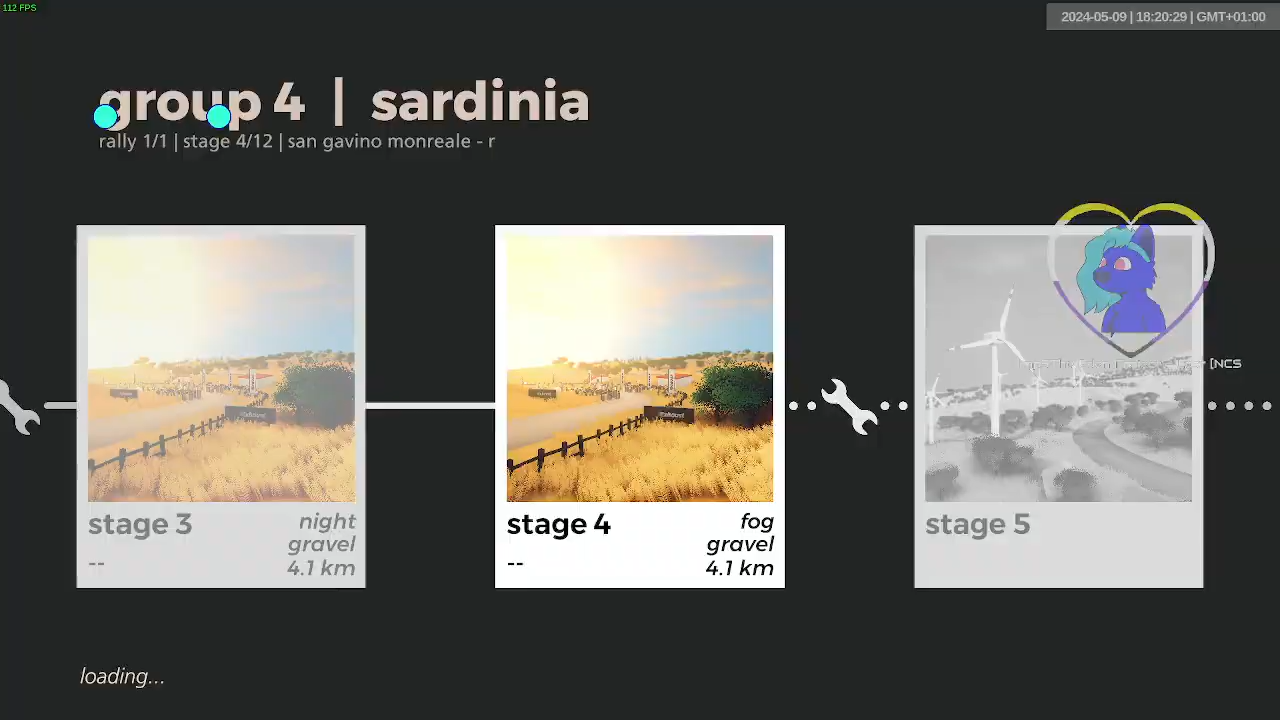 112 FPS
2024-05-09 | 18:20:29 | GMT+01:00
group 4 | sardinia
rally 1/1 | stage 4/12 | san gavino monreale - r
[NCS
stage 3
night
gravel
--
4.1 km
stage 4
fog
gravel
--
4.1 km
stage 5
loading...